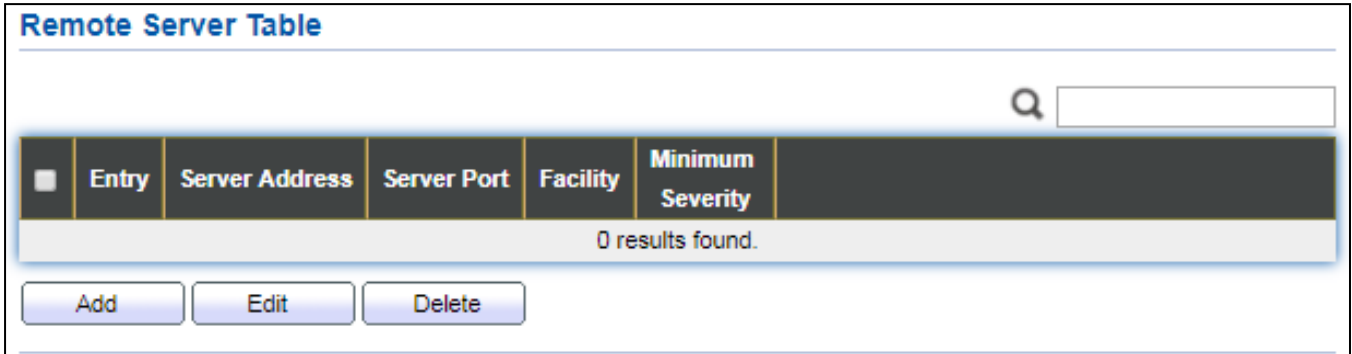 Remote Server Table
Entry Server Address Server Port Facility Minimum Severity
0 results found.
Add Edit Delete